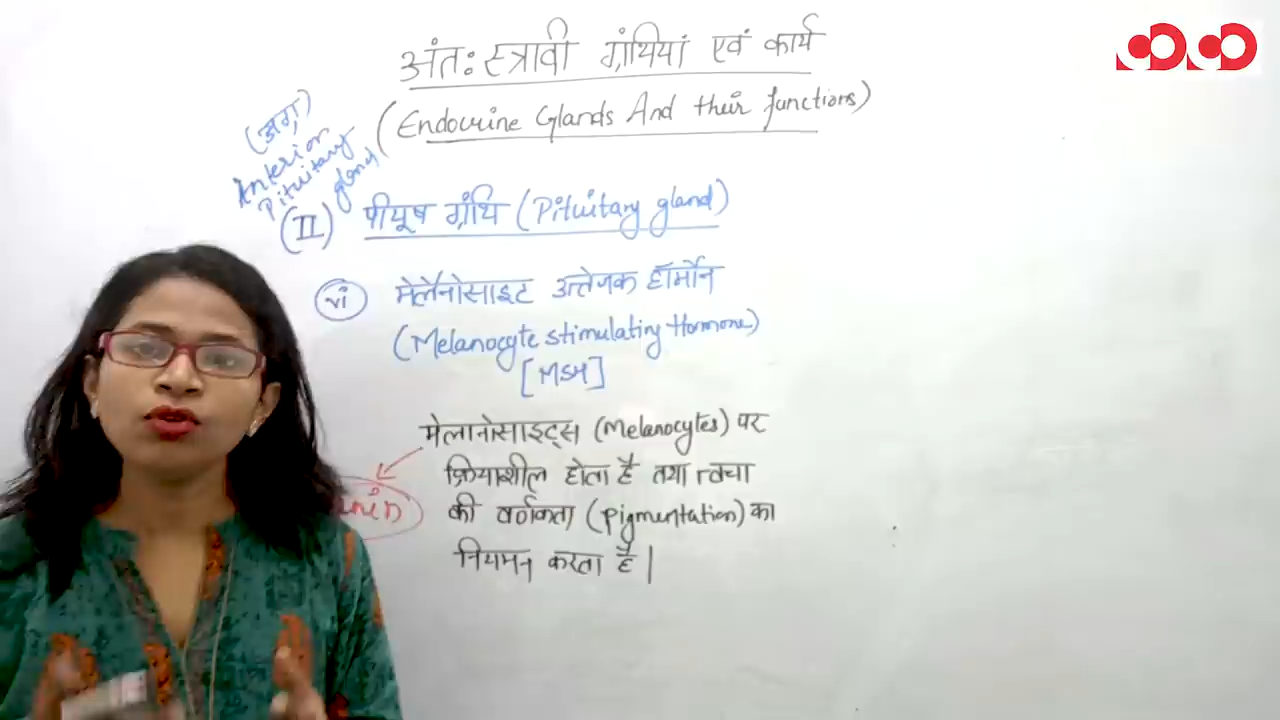 अंतः स्त्रावी ग्रंथियां एवं कार्य
(Endocrine Glands And their functions)
(अग्र)
Anterior
Pituitary
gland
(II) पीयूष ग्रंथि (Pituitary gland)
vi मेलैनोसाइट उत्तेजक हॉर्मोन
(Melanocyte stimulating Hormone)
[MSH]
मेलानोसाइट्स (Melanocytes) पर
क्रियाशील होता है तथा त्वचा
की वर्णकता (Pigmentation) का
नियमन करता है |